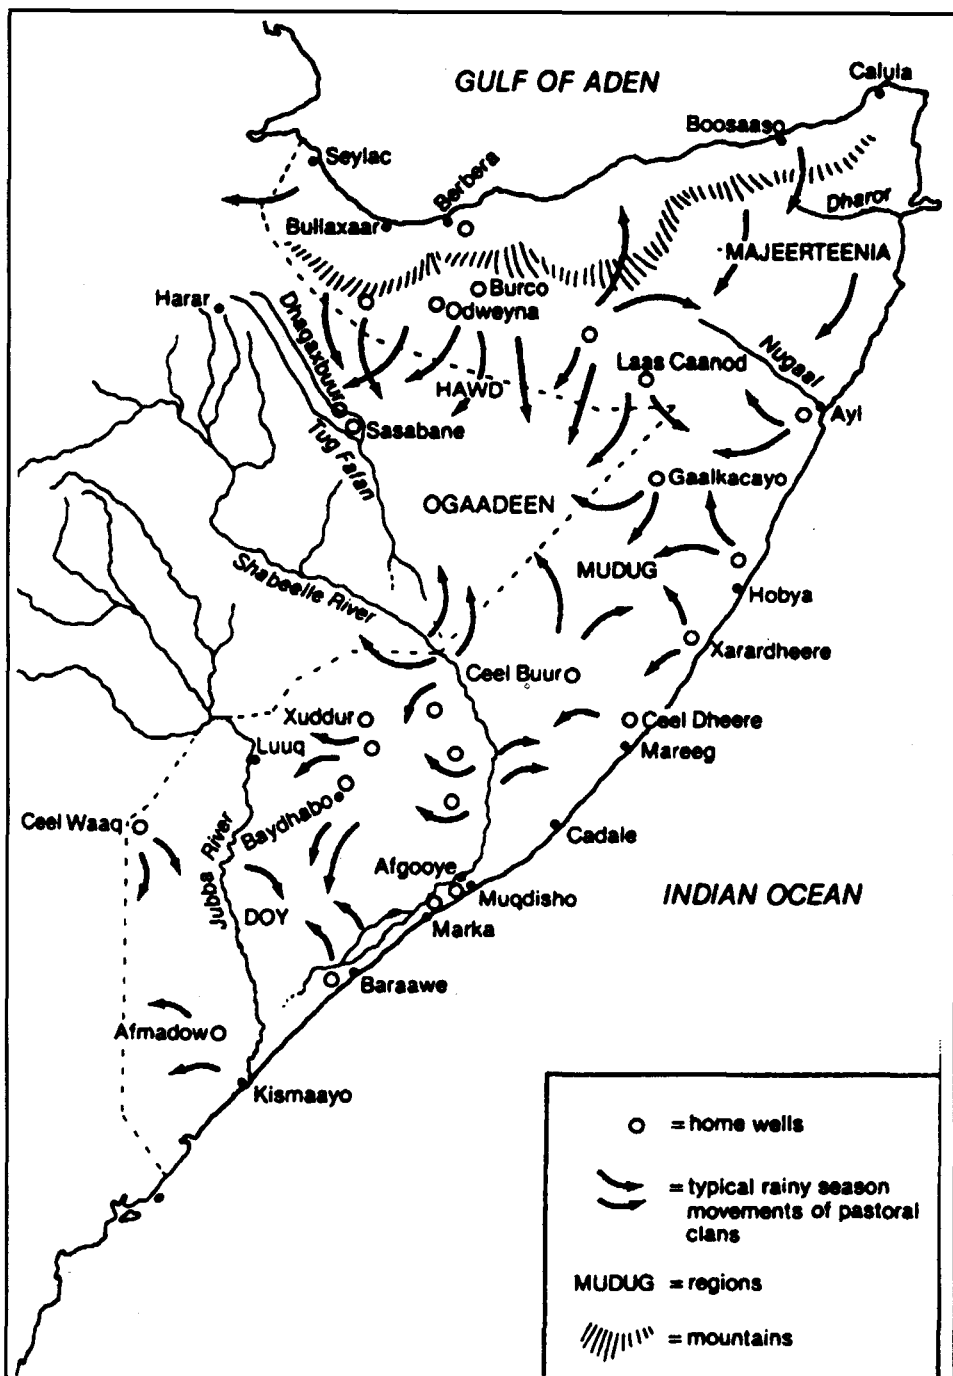 GULF OF ADEN
Calula
Boosaaso
Seylac
Berbera
Dharor
Bullaxaar
MAJEERTEENIA
Harar
Dhagaxbuur
Burco
Odweyna
Nugaal
Laas Caanod
HAWD
Ayl
Sasabane
Tug Fafan
Gaalkacayo
OGAADEEN
Shabeelle River
MUDUG
Hobya
Xarardheere
Ceel Buur
Xuddur
Ceel Dheere
Luuq
Mareeg
Baydhabo
Ceel Waaq
Jubba River
Cadale
Afgooye
Muqdisho
INDIAN OCEAN
DOY
Marka
Baraawe
Afmadow
Kismaayo
= home wells
= typical rainy season
movements of pastoral
clans
MUDUG = regions
= mountains